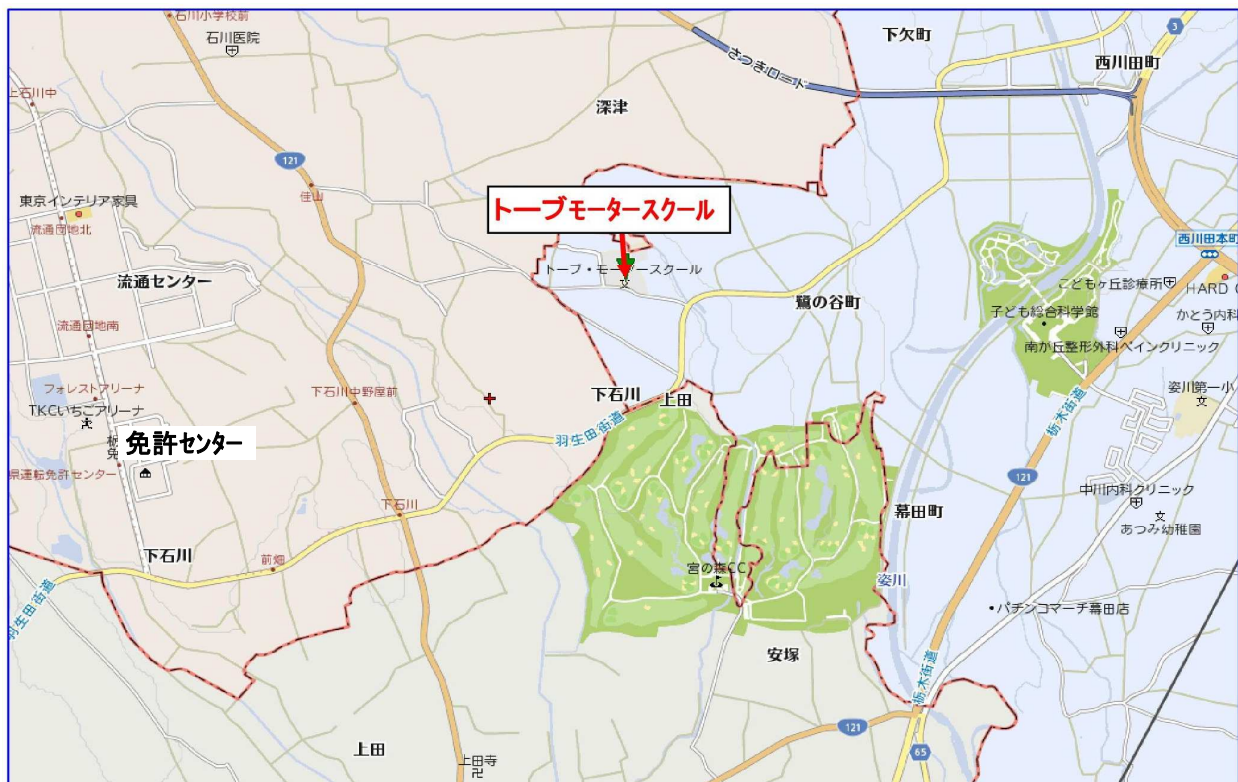 石川小学校前
石川医院
下欠町
3
西川田町
さつきロード
上石川中
深津
121
佳山
東京インテリア家具
流通団地北
トーブモータースクール
トーブ・モータースクール
西川田本町
流通センター
こどもヶ丘診療所
HARD
鷺の谷町
子ども総合科学館
かとう内科
流通団地南
南が丘整形外科ペインクリニック
フォレストアリーナ
下石川中野屋前
下石川
上田
姿川第一小
TKCいちごアリーナ
栃木街道
羽生田街道
免許センター
県運転免許センター
121
中川内科クリニック
下石川
幕田町
あつみ幼稚園
下石川
前畑
宮の森CC
姿川
羽生田街道
パチンコマーチ幕田店
安塚
栃木街道
121
上田
65
上田寺